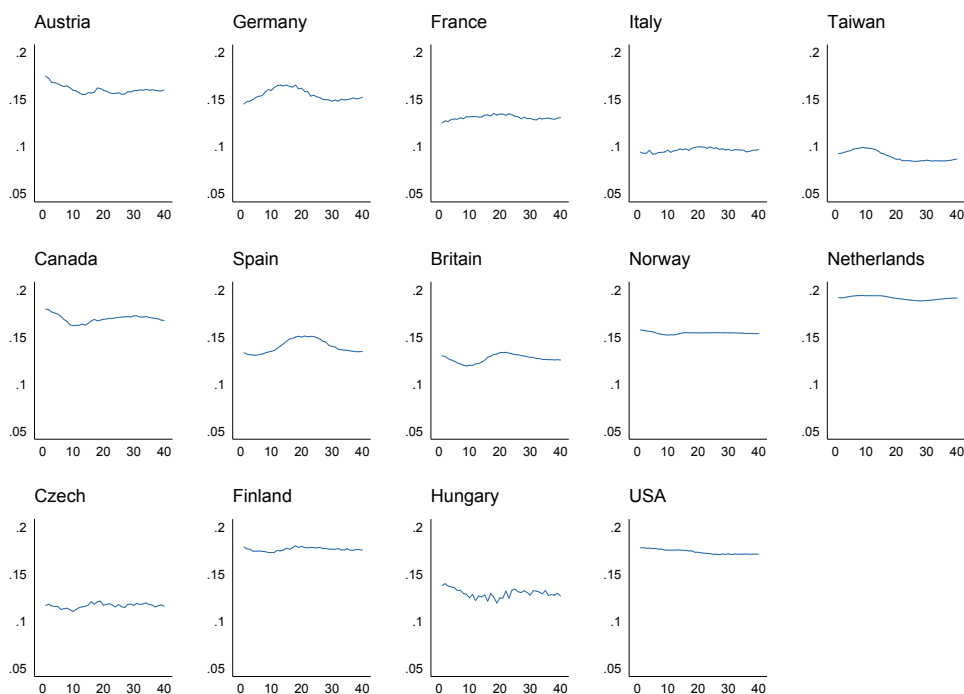 Austria Germany France Italy Taiwan
.2 .2 .2 .2 .2
.15 .15 .15 .15 .15
.1 .1 .1 .1 .1
.05 .05 .05 .05 .05
0 10 20 30 40 0 10 20 30 40 0 10 20 30 40 0 10 20 30 40 0 10 20 30 40
Canada Spain Britain Norway Netherlands
.2 .2 .2 .2 .2
.15 .15 .15 .15 .15
.1 .1 .1 .1 .1
.05 .05 .05 .05 .05
0 10 20 30 40 0 10 20 30 40 0 10 20 30 40 0 10 20 30 40 0 10 20 30 40
Czech Finland Hungary USA
.2 .2 .2 .2
.15 .15 .15 .15
.1 .1 .1 .1
.05 .05 .05 .05
0 10 20 30 40 0 10 20 30 40 0 10 20 30 40 0 10 20 30 40